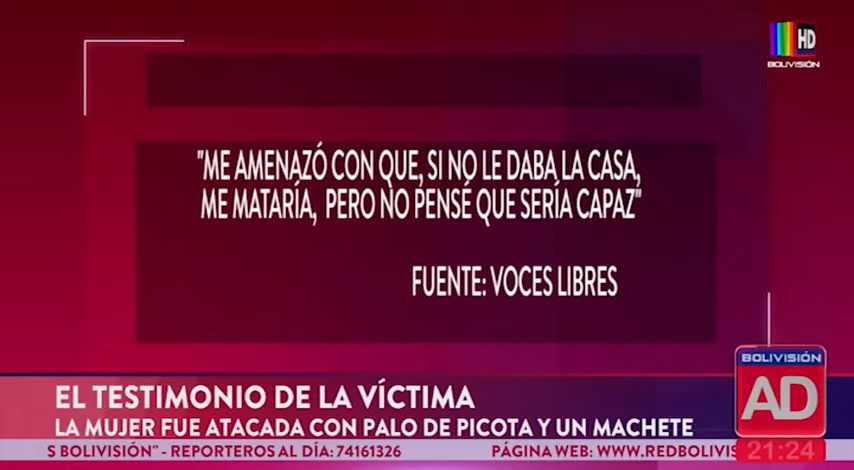 HD
BOLIVISIÓN
"ME AMENAZÓ CON QUE, SI NO LE DABA LA CASA,
ME MATARÍA, PERO NO PENSÉ QUE SERÍA CAPAZ"
FUENTE: VOCES LIBRES
BOLIVISIÓN
AD
EL TESTIMONIO DE LA VÍCTIMA
LA MUJER FUE ATACADA CON PALO DE PICOTA Y UN MACHETE
S BOLIVISIÓN" - REPORTEROS AL DÍA: 74161326 PÁGINA WEB: WWW.REDBOLIVIS
21:24